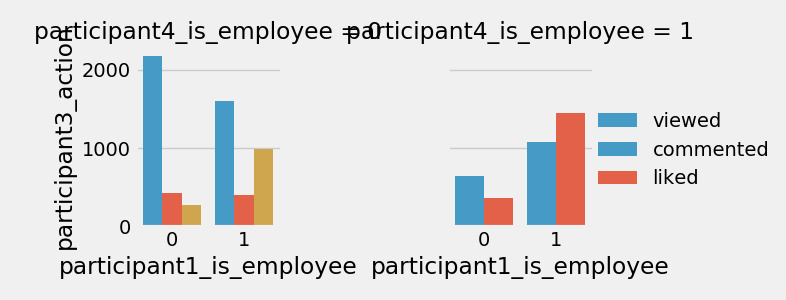 participant4_is_employee = 0
participant4_is_employee = 1
participant3_action
2000
1000
0
0 1
0 1
participant1_is_employee
participant1_is_employee
viewed
commented
liked